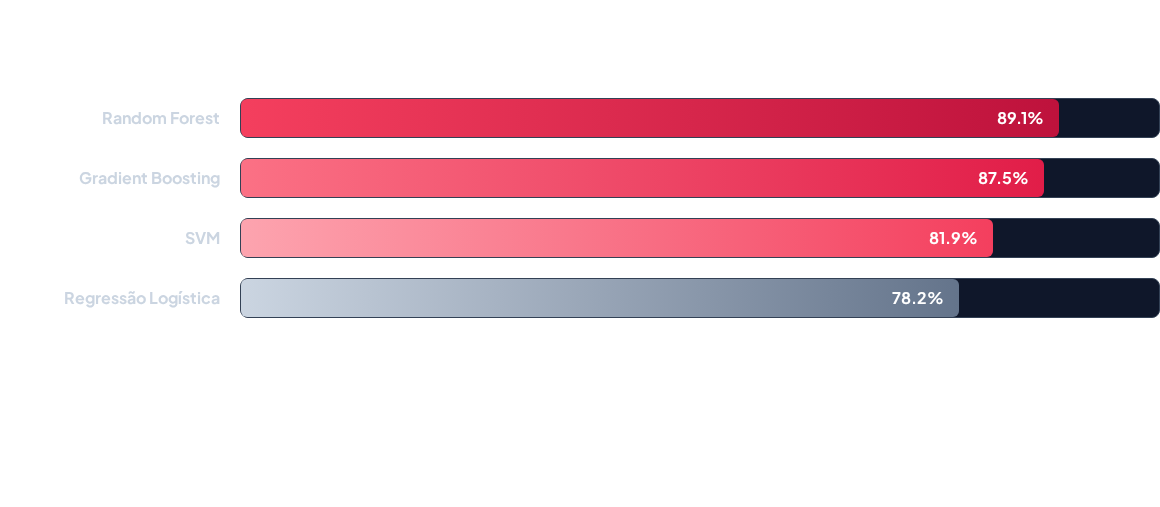 Random Forest 89.1%
Gradient Boosting 87.5%
SVM 81.9%
Regressão Logística 78.2%